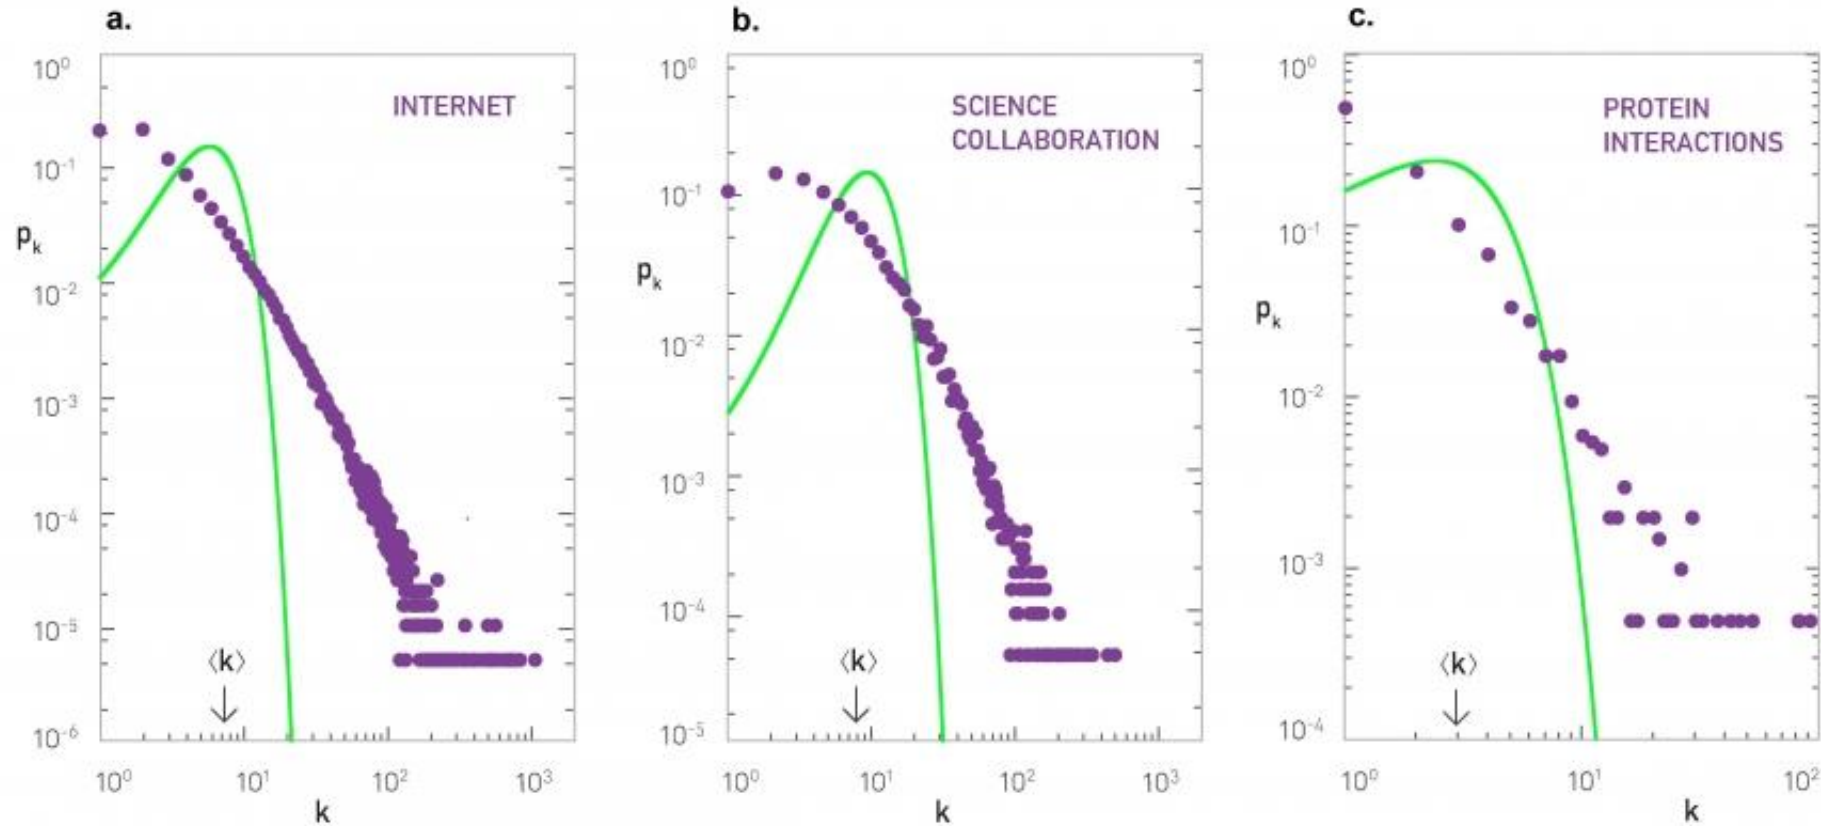 a.
INTERNET
10⁰
10⁻¹
10⁻²
10⁻³
10⁻⁴
10⁻⁵
10⁻⁶
pₖ
⟨k⟩
10⁰ 10¹ 10² 10³
k
b.
SCIENCE
COLLABORATION
10⁰
10⁻¹
10⁻²
10⁻³
10⁻⁴
10⁻⁵
pₖ
⟨k⟩
10⁰ 10¹ 10² 10³
k
c.
PROTEIN
INTERACTIONS
10⁰
10⁻¹
10⁻²
10⁻³
10⁻⁴
pₖ
⟨k⟩
10⁰ 10¹ 10²
k